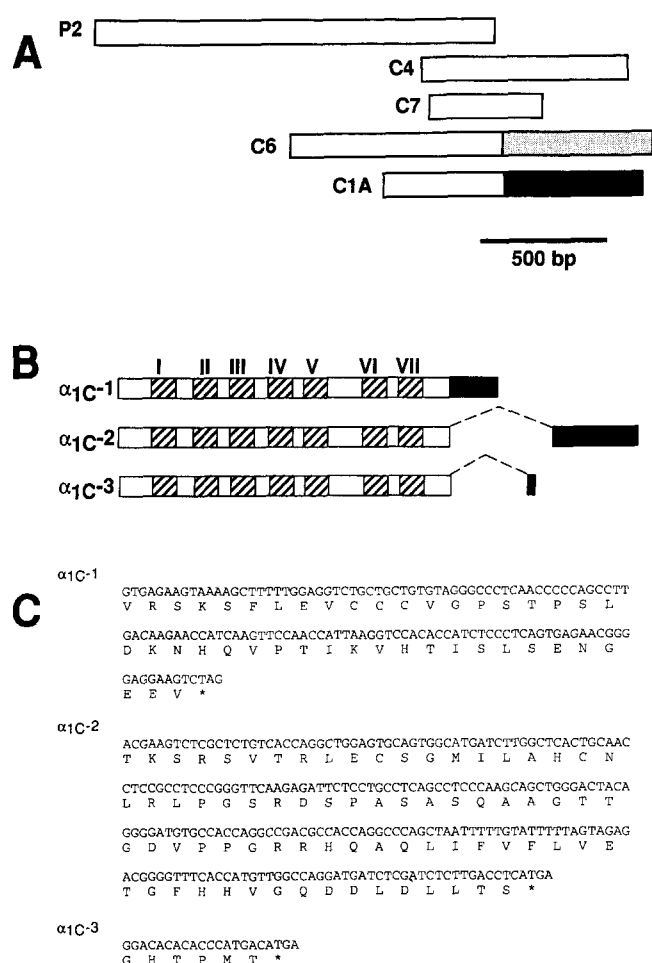 A
P2
C4
C7
C6
C1A
500 bp
B
I II III IV V VI VII
α1C-1
α1C-2
α1C-3
C
α1C-1
GTGAGAAGTAAAAGCTTTTTGGAGGTCTGCTGCTGTGTAGGGCCCTCAACCCCCAGCCTT
V R S K S F L E V C C C V G P S T P S L
GACAAGAACCATCAAGTTCCAACCATTAAGGTCCACACCATCTCCCTCAGTGAGAACGGG
D K N H Q V P T I K V H T I S L S E N G
GAGGAAGTCTAG
E E V *
α1C-2
ACGAAGTCTCGCTCTGTCACCAGGCTGGAGTGCAGTGGCATGATCTTGGCTCACTGCAAC
T K S R S V T R L E C S G M I L A H C N
CTCCGCCTCCCGGGTTCAAGAGATTCTCCTGCCTCAGCCTCCCAAGCAGCTGGGACTACA
L R L P G S R D S P A S A S Q A A G T T
GGGGATGTGCCACCAGGCCGACGCCACCAGGCCCAGCTAATTTTTGTATTTTTAGTAGAG
G D V P P G R R H Q A Q L I F V F L V E
ACGGGGTTTCACCATGTTGGCCAGGATGATCTCGATCTCTTGACCTCATGA
T G F H H V G Q D D L D L L T S *
α1C-3
GGACACACACCCATGACATGA
G H T P M T *